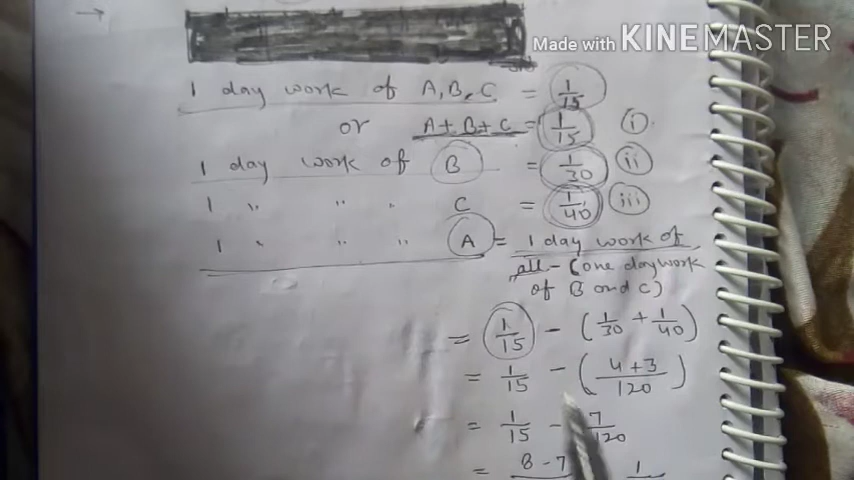 →
Made with KINEMASTER
1 day work of A, B, C = 1/15
or A + B + C = 1/15 (i)
1 day work of B = 1/30 (ii)
1 " " " C = 1/40 (iii)
1 " " " A = 1 day work of
all - (one day work
of B and C)
= 1/15 - (1/30 + 1/40)
= 1/15 - (4 + 3/120)
= 1/15 - 7/120
= 8 - 7 1